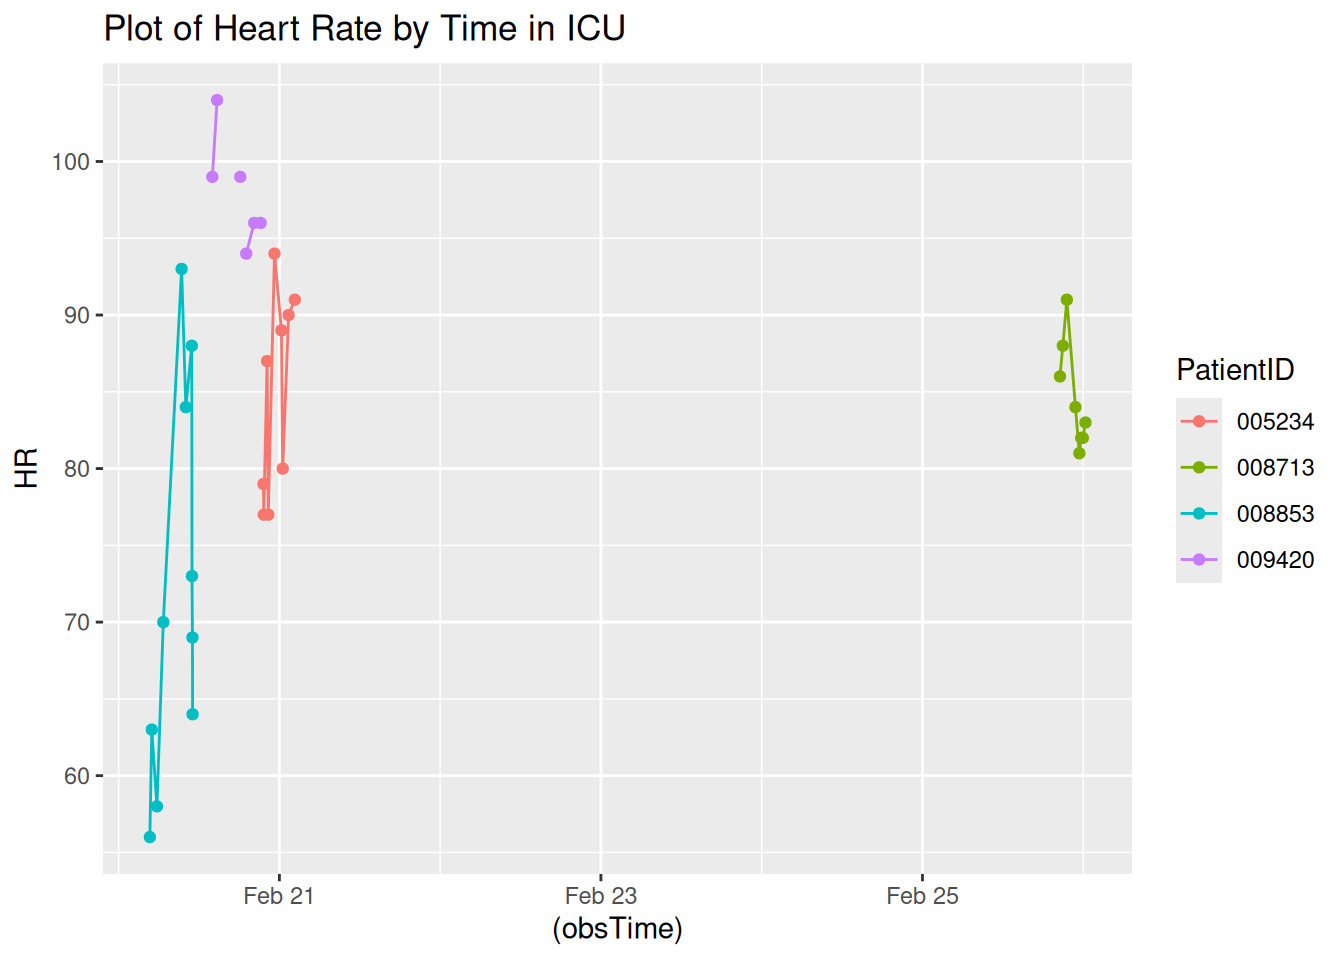 Plot of Heart Rate by Time in ICU
100
90
80
70
60
HR
Feb 21
Feb 23
Feb 25
(obsTime)
PatientID
005234
008713
008853
009420